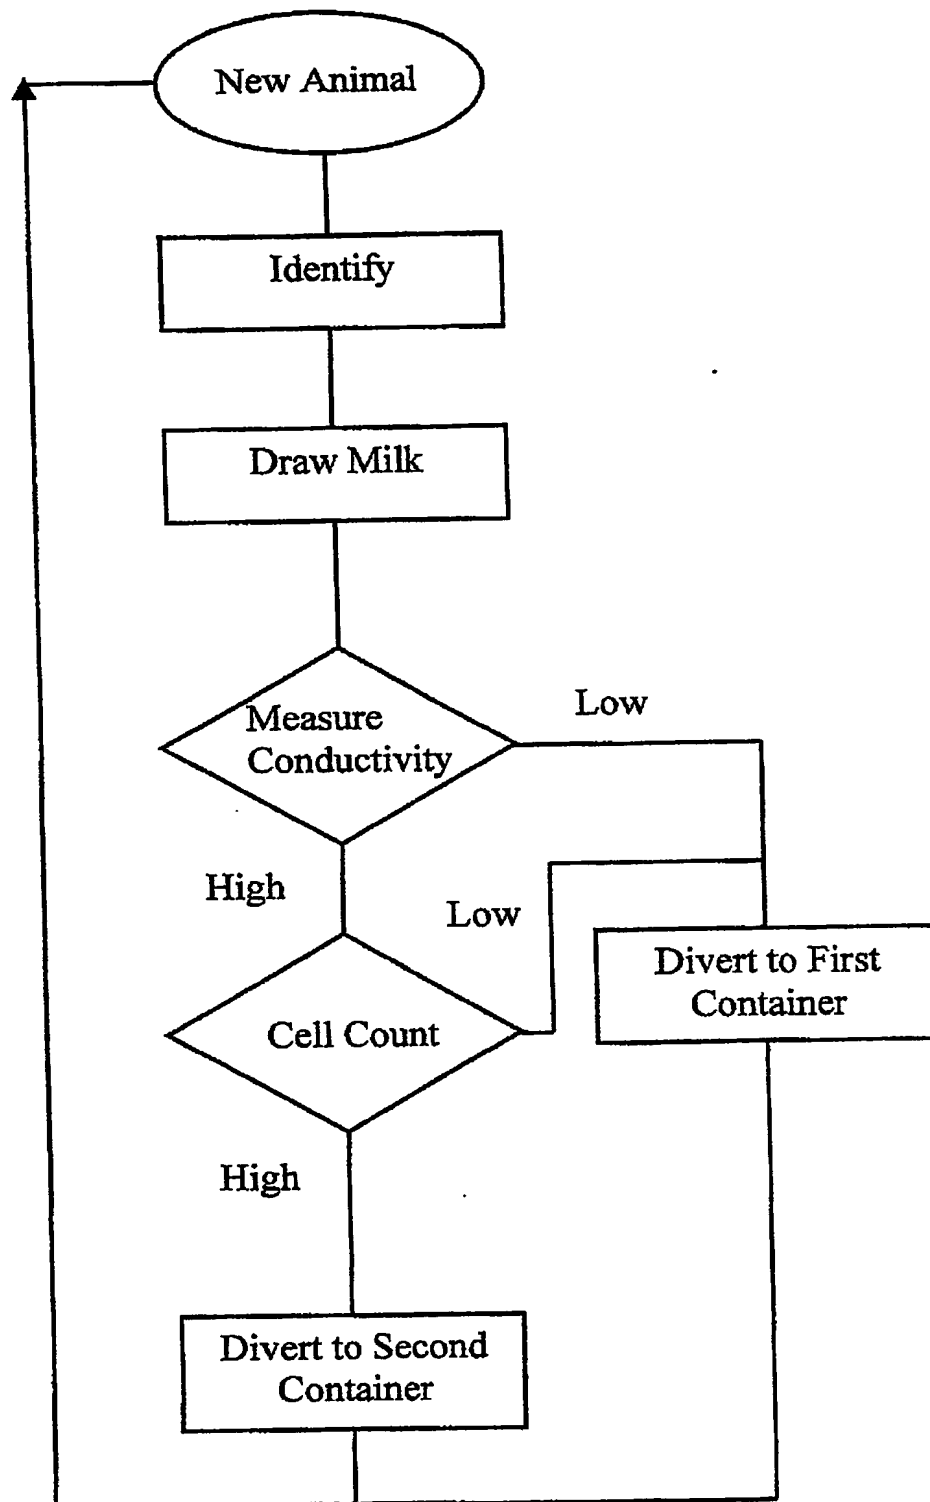 New Animal
Identify
Draw Milk
Measure
Conductivity
Low
High
Low
Divert to First
Container
Cell Count
High
Divert to Second
Container